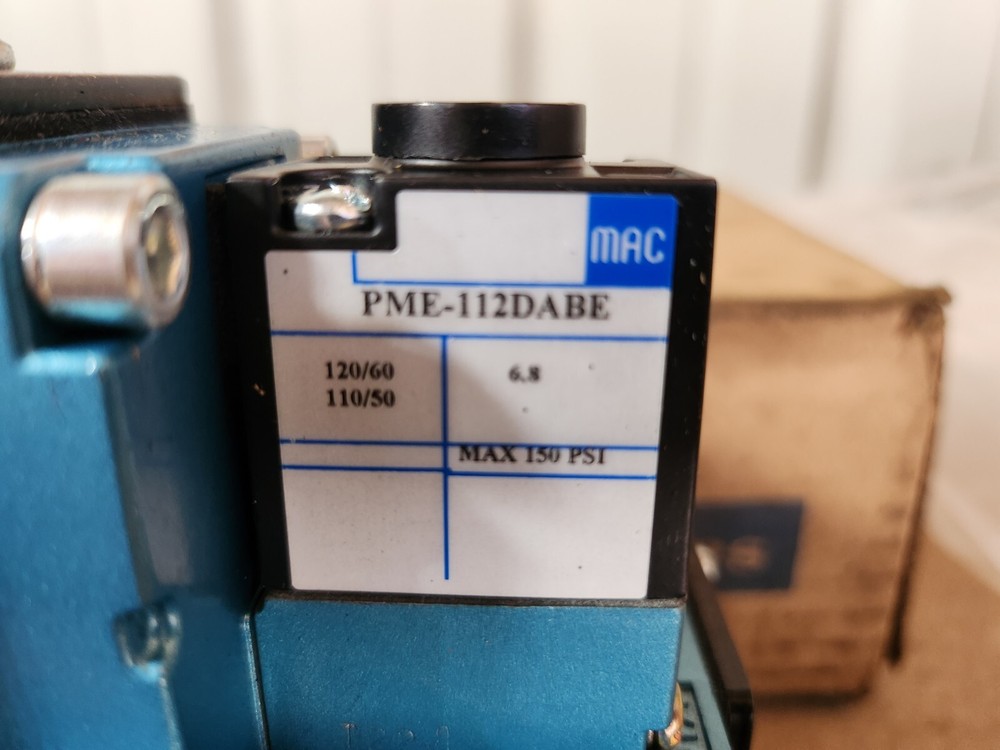 MAC
PME-112DABE
120/60
6.8
110/50
MAX 150 PSI